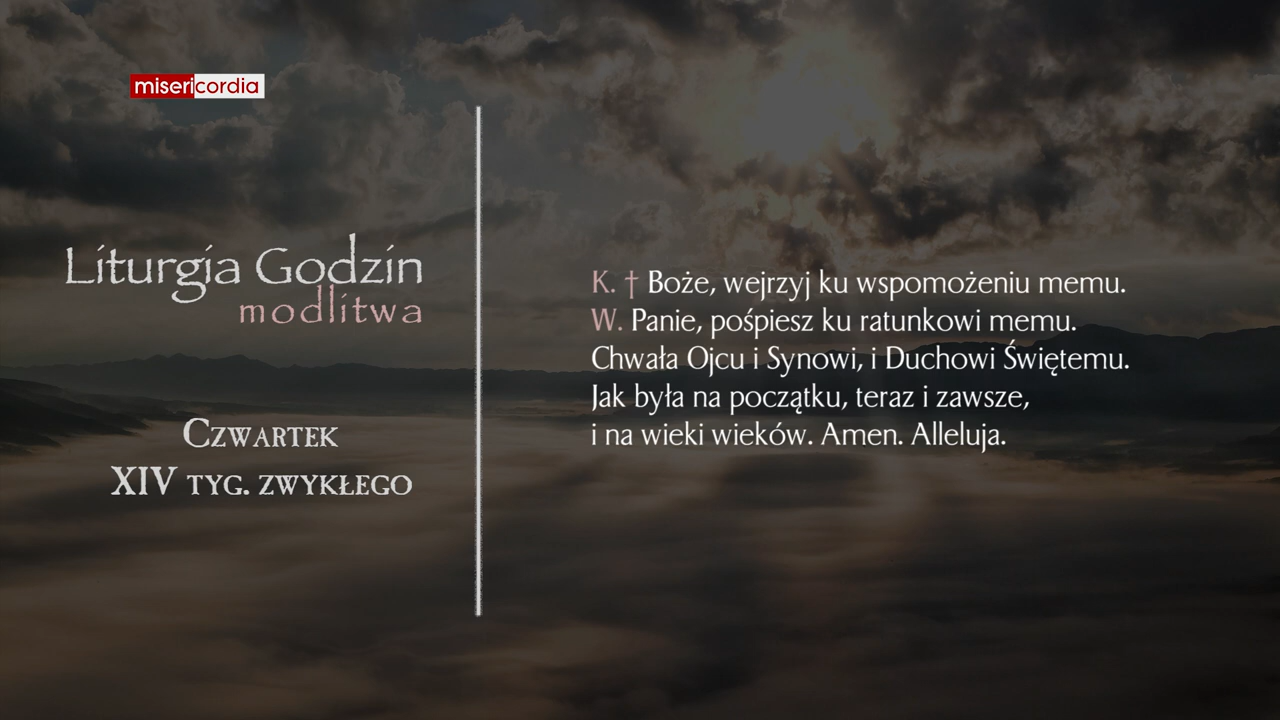 misericordia
Liturgia Godzin
modlitwa
Czwartek
XIV tyg. zwykłego
K. † Boże, wejrzyj ku wspomożeniu memu.
W. Panie, pośpiesz ku ratunkowi memu.
Chwała Ojcu i Synowi, i Duchowi Świętemu.
Jak była na początku, teraz i zawsze,
i na wieki wieków. Amen. Alleluja.